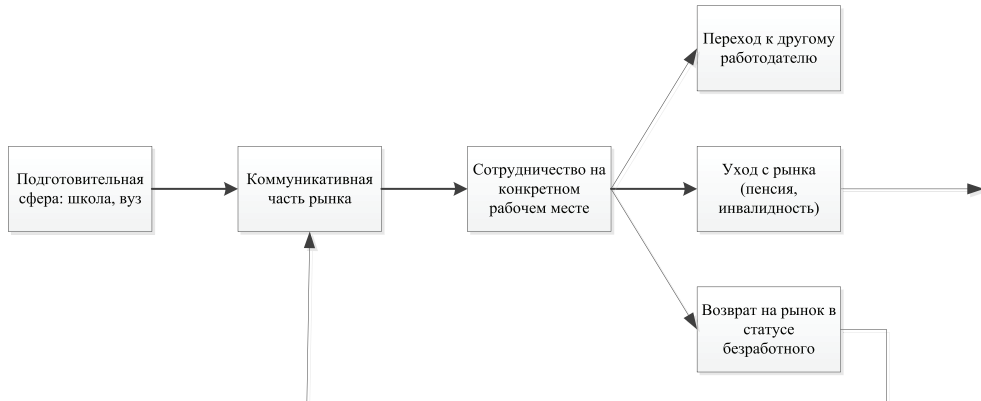 Подготовительная
сфера: школа, вуз
Коммуникативная
часть рынка
Сотрудничество на
конкретном
рабочем месте
Переход к другому
работодателю
Уход с рынка
(пенсия,
инвалидность)
Возврат на рынок в
статусе
безработного